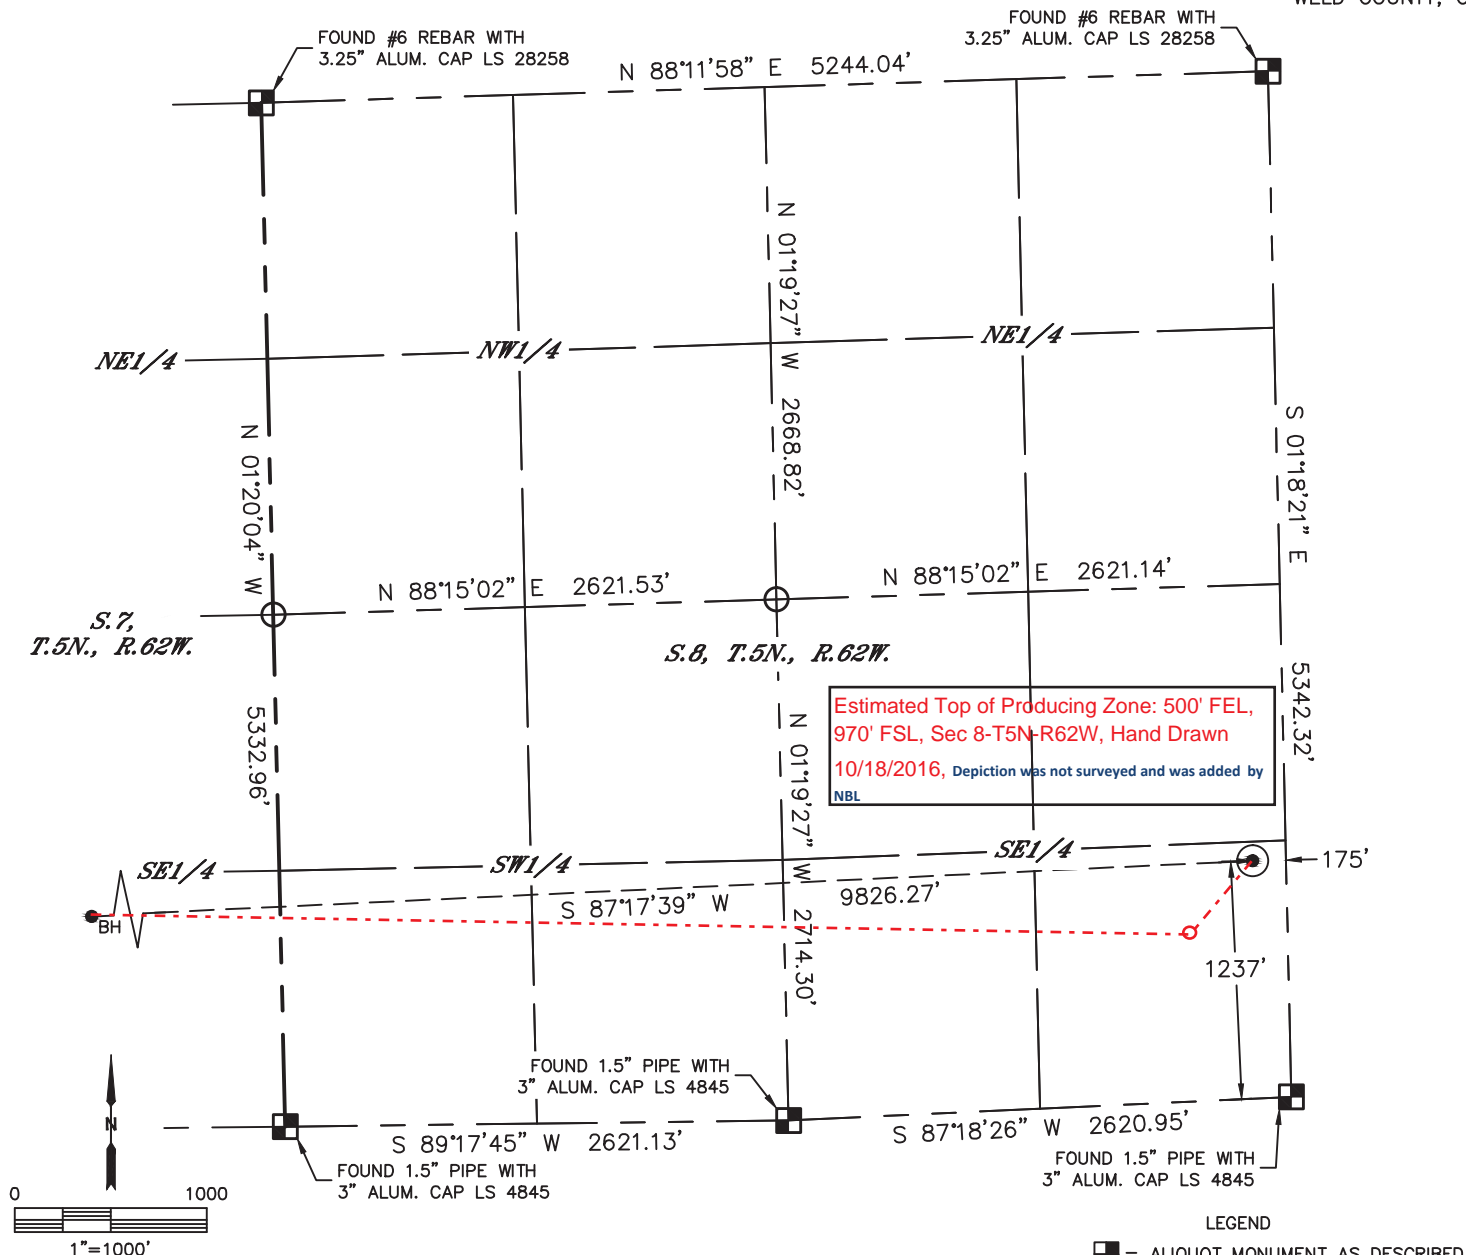 WELD COUNTY, C
FOUND #6 REBAR WITH
3.25" ALUM. CAP LS 28258
FOUND #6 REBAR WITH
3.25" ALUM. CAP LS 28258
N 88°11'58" E 5244.04'
N 01°19'27" W 2668.82'
NE1/4
NW1/4
NE1/4
N 01°20'04" W
5332.96'
S 01°18'21" E
5342.32'
N 88°15'02" E 2621.53'
N 88°15'02" E 2621.14'
S.7,
T.5N., R.62W.
S.8, T.5N., R.62W.
Estimated Top of Producing Zone: 500' FEL,
970' FSL, Sec 8-T5N-R62W, Hand Drawn
10/18/2016, Depiction was not surveyed and was added by
NBL
N 01°19'27" W 2714.30'
SE1/4
SW1/4
SE1/4
175'
S 87°17'39" W 9826.27'
BH
1237'
FOUND 1.5" PIPE WITH
3" ALUM. CAP LS 4845
N
S 89°17'45" W 2621.13'
S 87°18'26" W 2620.95'
FOUND 1.5" PIPE WITH
3" ALUM. CAP LS 4845
FOUND 1.5" PIPE WITH
3" ALUM. CAP LS 4845
0 1000
1"=1000'
LEGEND
= ALIQUOT MONUMENT AS DESCRIBED